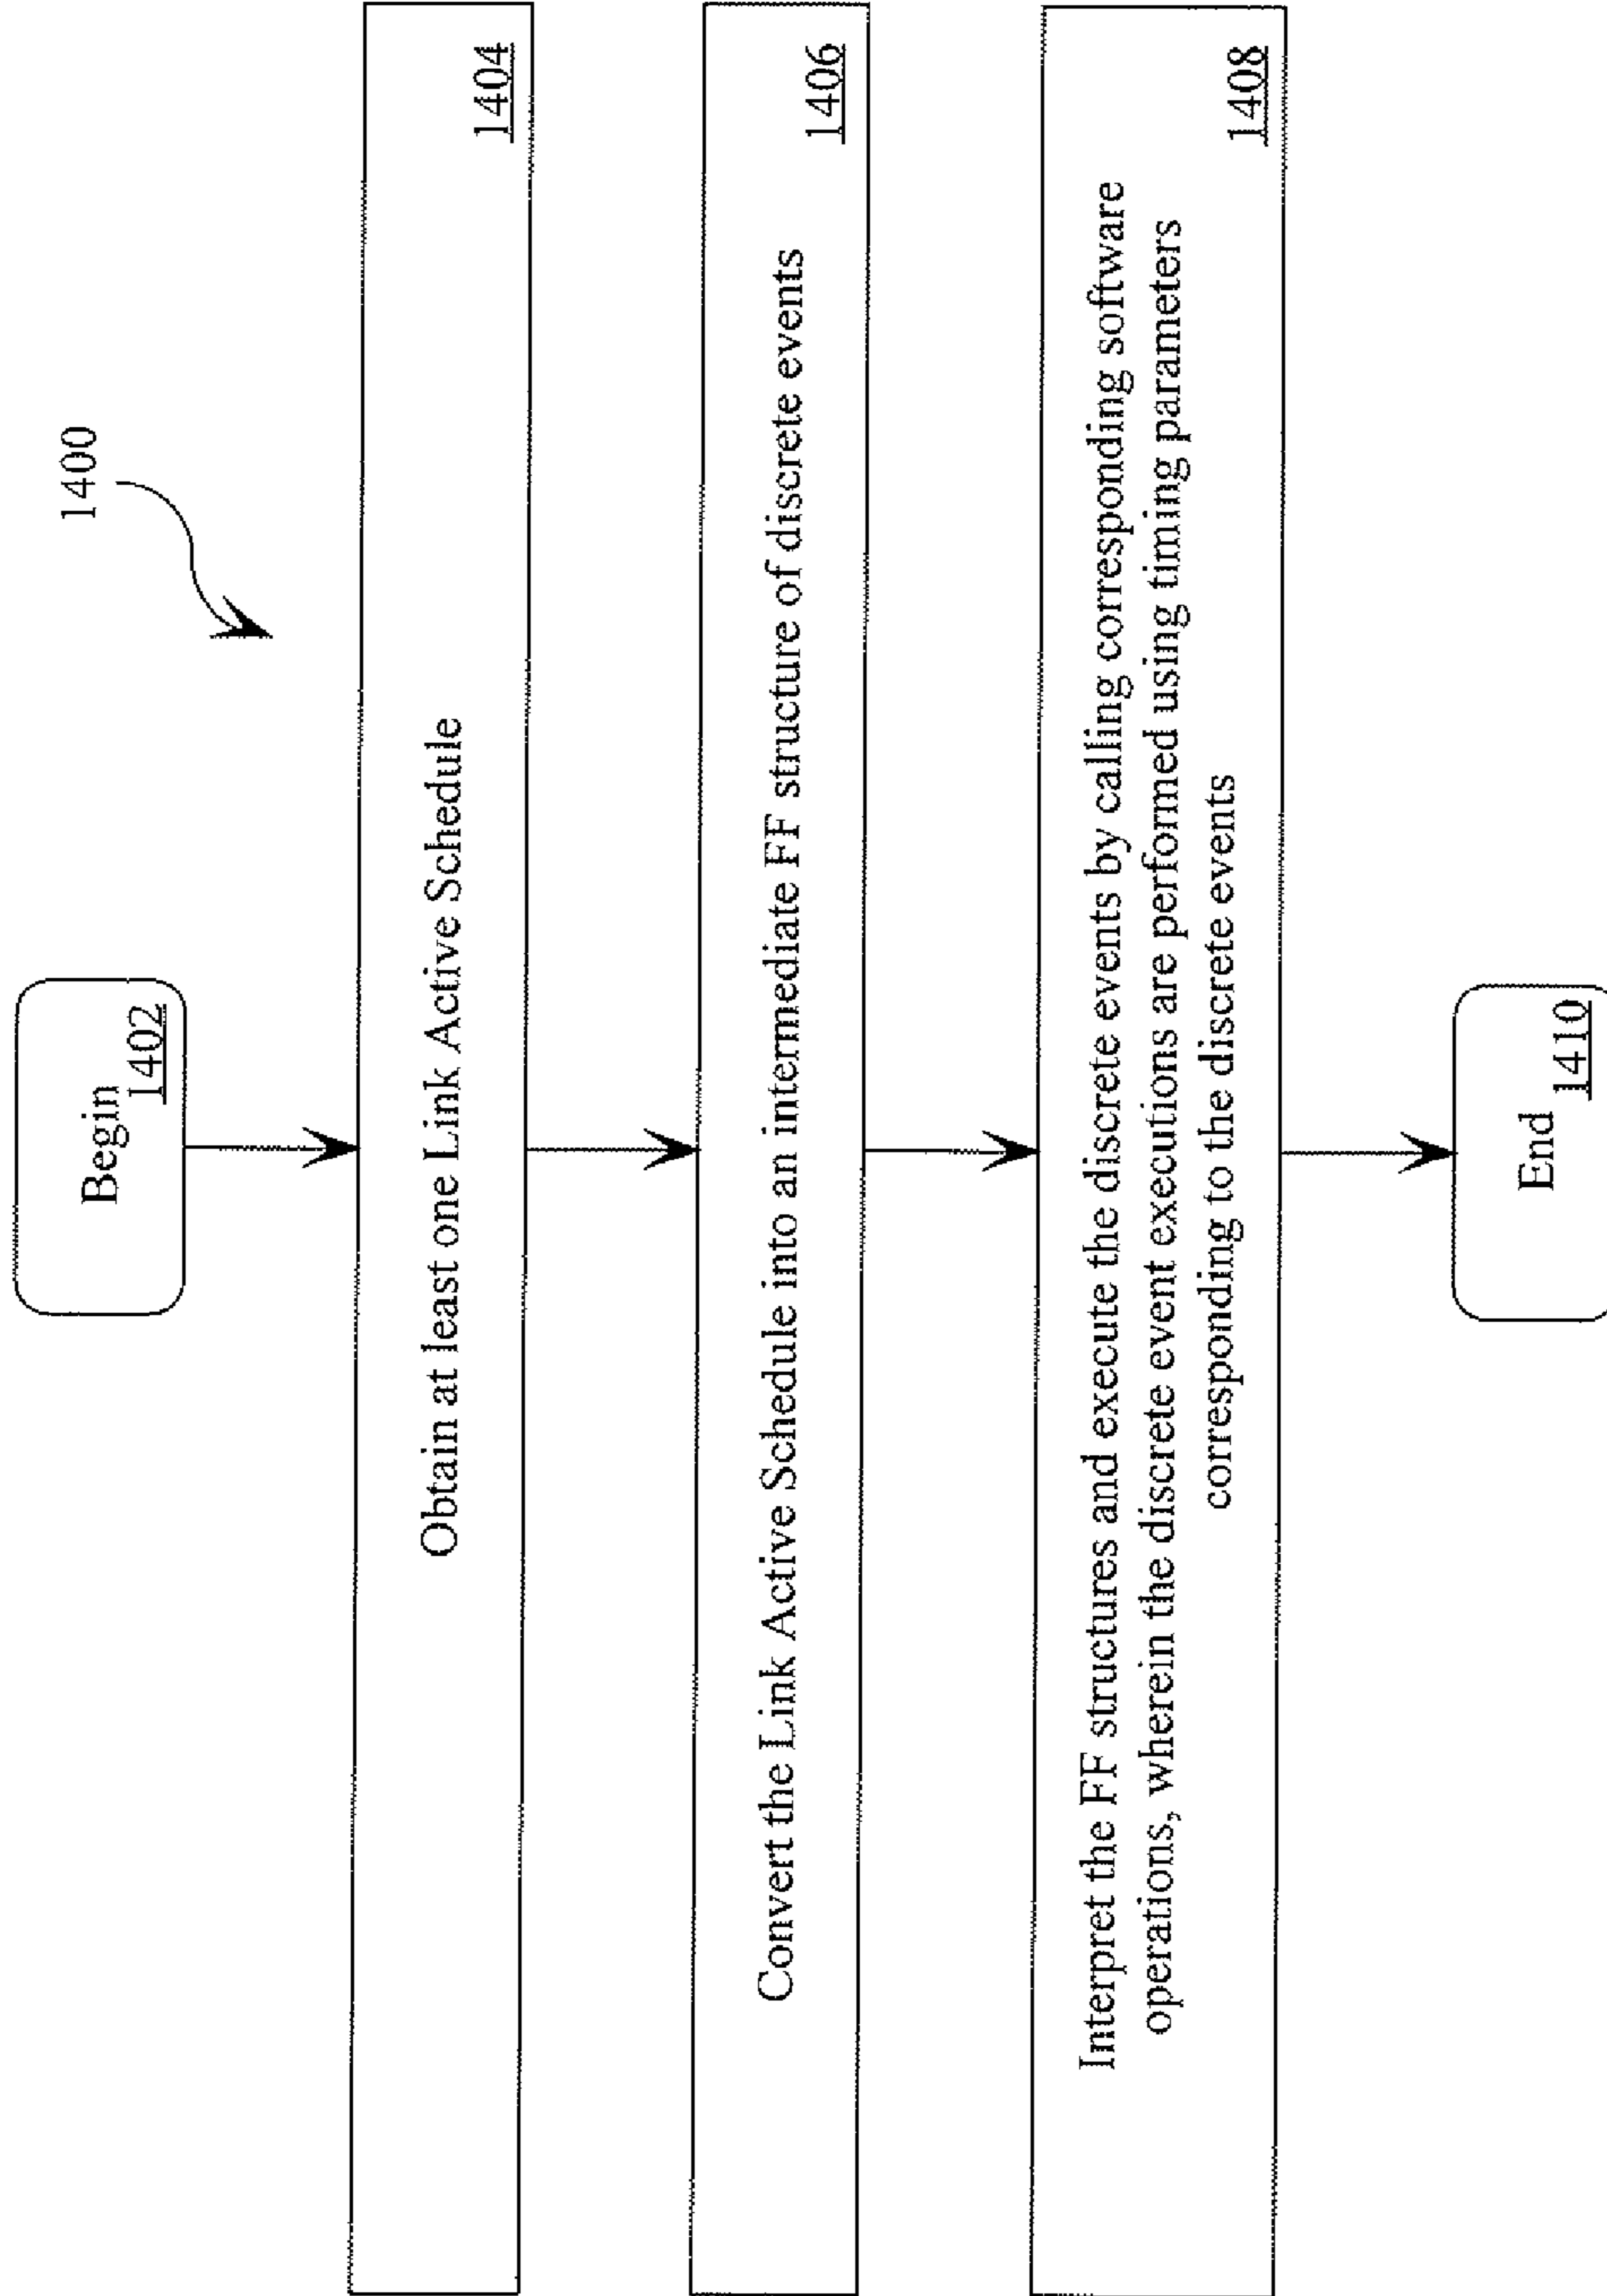 1400
Begin
1402
Obtain at least one Link Active Schedule
1404
Convert the Link Active Schedule into an intermediate FF structure of discrete events
1406
Interpret the FF structures and execute the discrete events by calling corresponding software
operations, wherein the discrete event executions are performed using timing parameters
corresponding to the discrete events
1408
End
1410